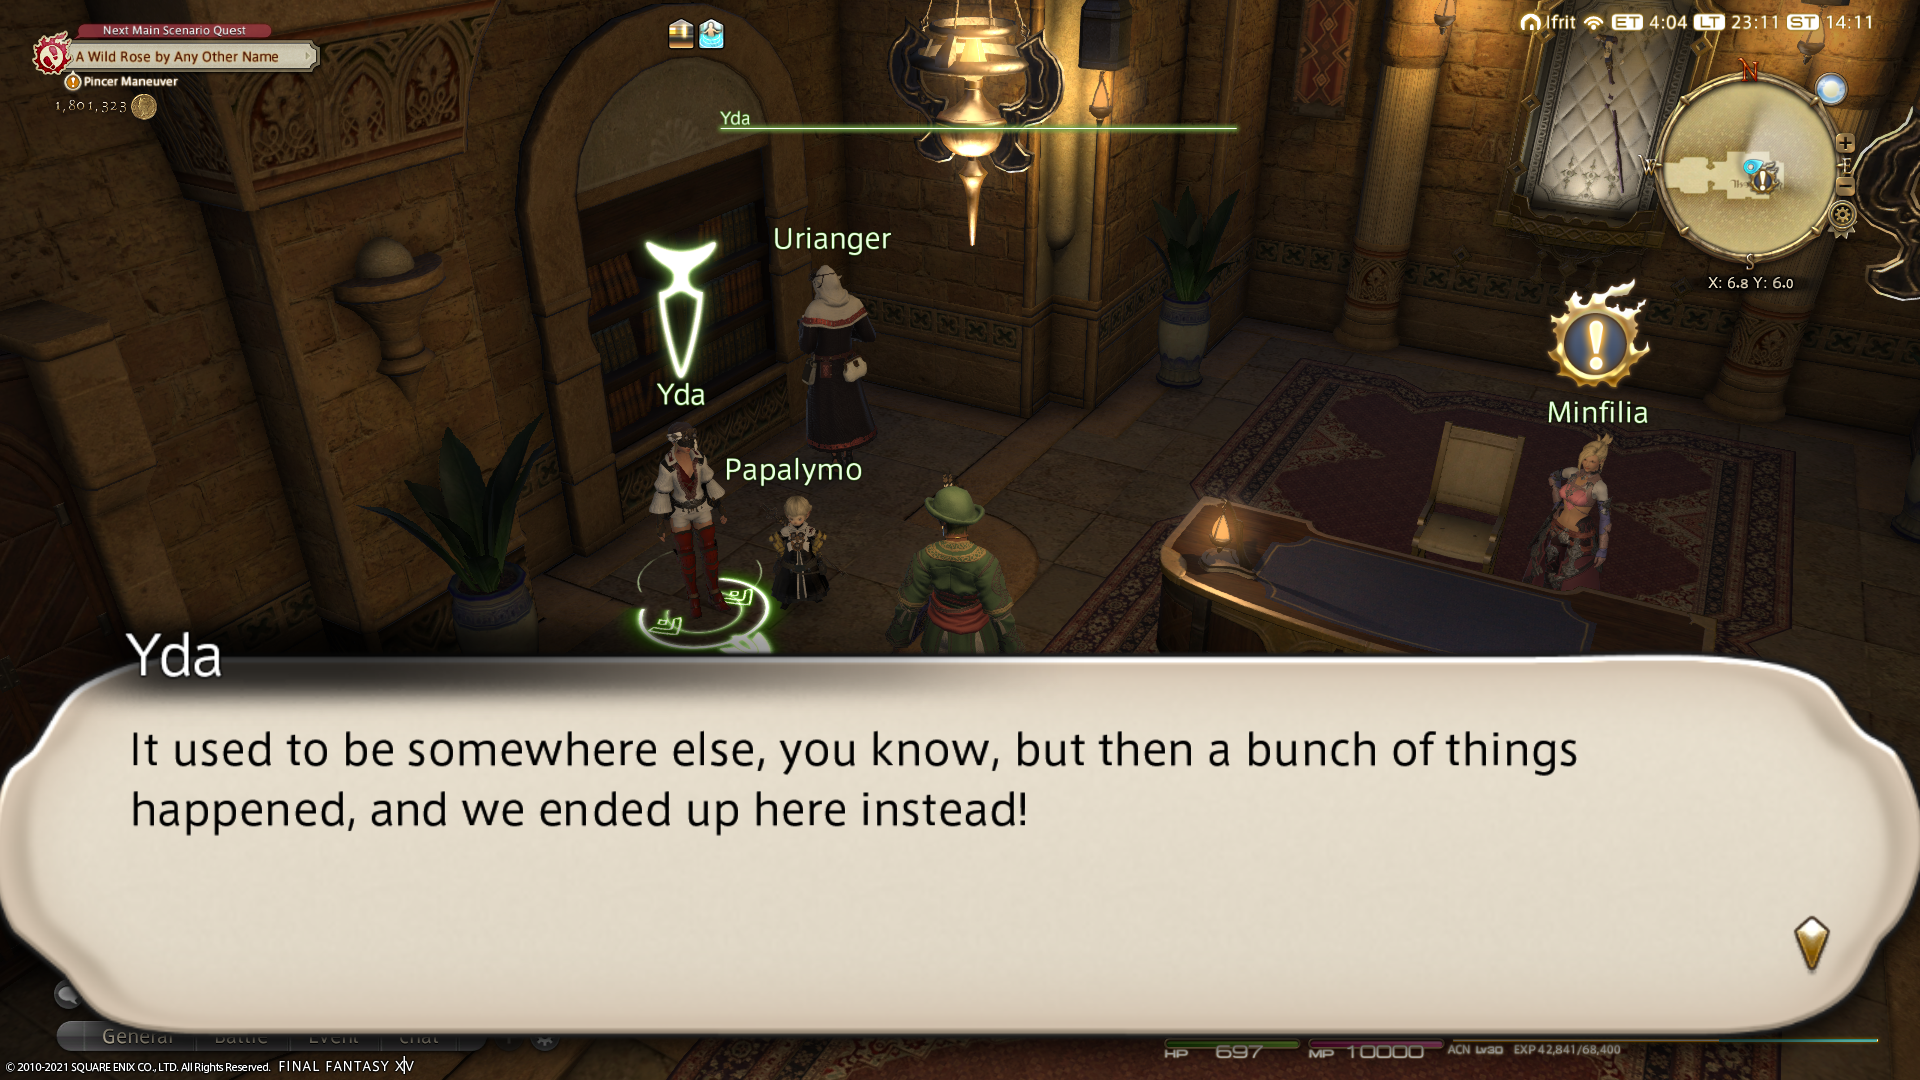 Next Main Scenario Quest
A Wild Rose by Any Other Name
Pincer Maneuver
1,801,323
Yda
Ifrit ET 4:04 LT 23:11 ST 14:11
N
W
E
S
X: 6.8 Y: 6.0
Urianger
Yda
Papalymo
Minfilia
Yda
It used to be somewhere else, you know, but then a bunch of things
happened, and we ended up here instead!
General Battle Event Chat
HP 697 MP 10000 ACN Lv30 EXP 42,841/68,400
© 2010-2021 SQUARE ENIX CO., LTD. All Rights Reserved. FINAL FANTASY XIV